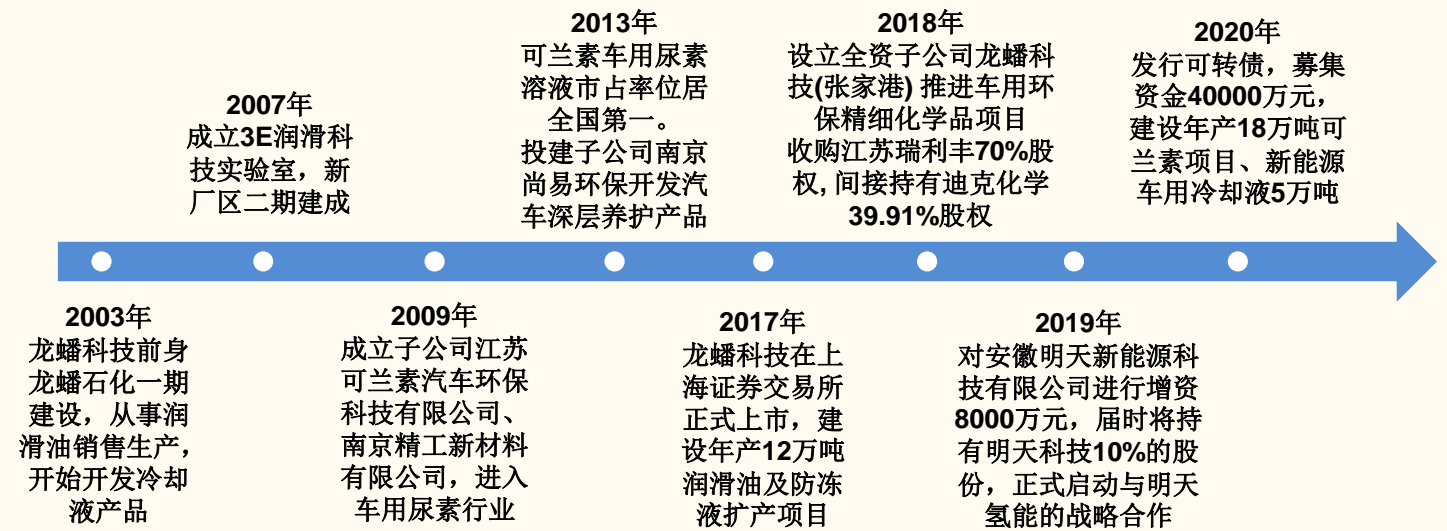 2003年
龙蟠科技前身
龙蟠石化一期
建设，从事润
滑油销售生产，
开始开发冷却
液产品
2007年
成立3E润滑科
技实验室，新
厂区二期建成
2009年
成立子公司江苏
可兰素汽车环保
科技有限公司、
南京精工新材料
有限公司，进入
车用尿素行业
2013年
可兰素车用尿素
溶液市占率位居
全国第一。
投建子公司南京
尚易环保开发汽
车深层养护产品
2017年
龙蟠科技在上
海证券交易所
正式上市，建
设年产12万吨
润滑油及防冻
液扩产项目
2018年
设立全资子公司龙蟠科
技(张家港) 推进车用环
保精细化学品项目
收购江苏瑞利丰70%股
权, 间接持有迪克化学
39.91%股权
2019年
对安徽明天新能源科
技有限公司进行增资
8000万元，届时将持
有明天科技10%的股
份，正式启动与明天
氢能的战略合作
2020年
发行可转债，募集
资金40000万元，
建设年产18万吨可
兰素项目、新能源
车用冷却液5万吨